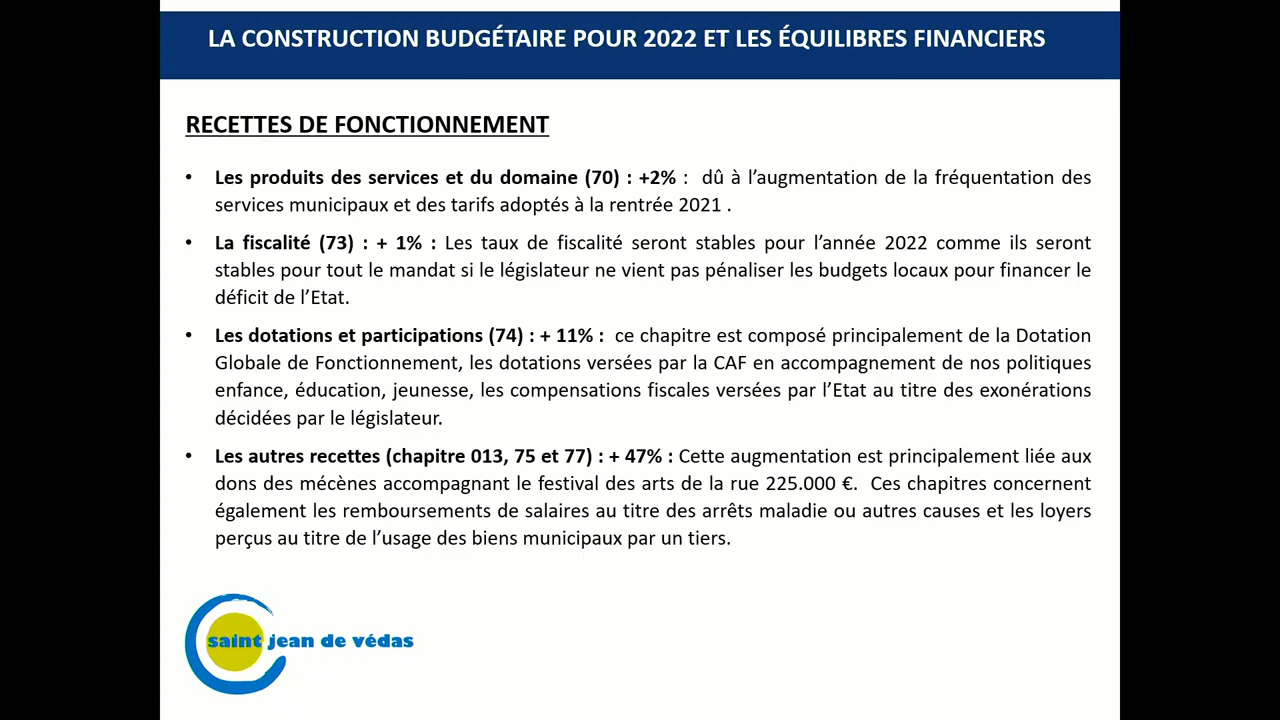 LA CONSTRUCTION BUDGÉTAIRE POUR 2022 ET LES ÉQUILIBRES FINANCIERS
RECETTES DE FONCTIONNEMENT
• Les produits des services et du domaine (70) : +2% : dû à l’augmentation de la fréquentation des
services municipaux et des tarifs adoptés à la rentrée 2021 .
• La fiscalité (73) : + 1% : Les taux de fiscalité seront stables pour l’année 2022 comme ils seront
stables pour tout le mandat si le législateur ne vient pas pénaliser les budgets locaux pour financer le
déficit de l’Etat.
• Les dotations et participations (74) : + 11% : ce chapitre est composé principalement de la Dotation
Globale de Fonctionnement, les dotations versées par la CAF en accompagnement de nos politiques
enfance, éducation, jeunesse, les compensations fiscales versées par l’Etat au titre des exonérations
décidées par le législateur.
• Les autres recettes (chapitre 013, 75 et 77) : + 47% : Cette augmentation est principalement liée aux
dons des mécènes accompagnant le festival des arts de la rue 225.000 €. Ces chapitres concernent
également les remboursements de salaires au titre des arrêts maladie ou autres causes et les loyers
perçus au titre de l’usage des biens municipaux par un tiers.
saint jean de védas